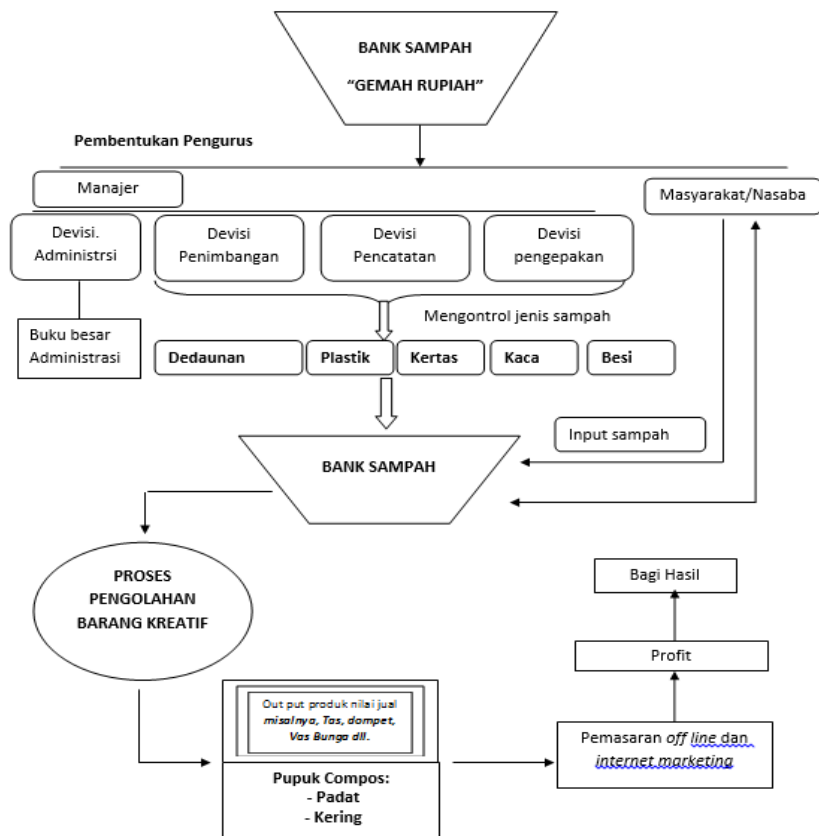 BANK SAMPAH
“GEMAH RUPIAH”
Pembentukan Pengurus
Manajer
Masyarakat/Nasaba
Devisi.
Administrsi
Devisi
Penimbangan
Devisi
Pencatatan
Devisi
pengepakan
Mengontrol jenis sampah
Buku besar
Administrasi
Dedaunan
Plastik
Kertas
Kaca
Besi
Input sampah
BANK SAMPAH
PROSES
PENGOLAHAN
BARANG KREATIF
Bagi Hasil
Profit
Out put produk nilai jual
misalnya, Tas, dompet,
Vas Bunga dll.
Pemasaran off line dan
internet marketing
Pupuk Compos:
- Padat
- Kering